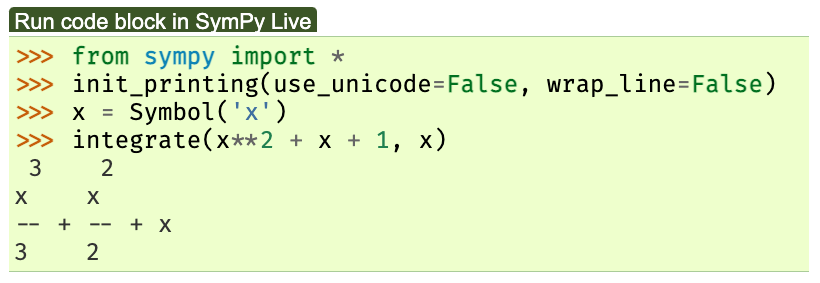 Run code block in SymPy Live
>>> from sympy import *
>>> init_printing(use_unicode=False, wrap_line=False)
>>> x = Symbol('x')
>>> integrate(x**2 + x + 1, x)
 3    2
x    x
-- + -- + x
3    2